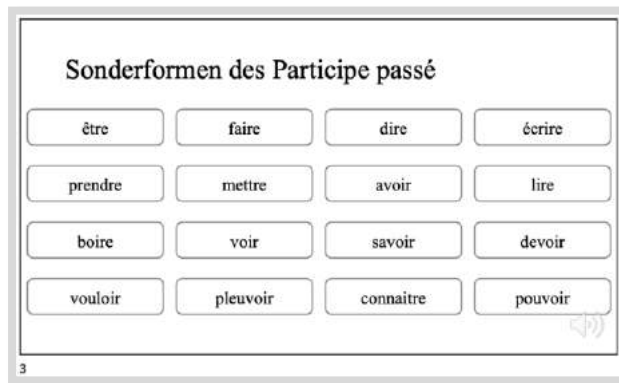 Sonderformen des Participe passé
être faire dire écrire
prendre mettre avoir lire
boire voir savoir devoir
vouloir pleuvoir connaitre pouvoir
3